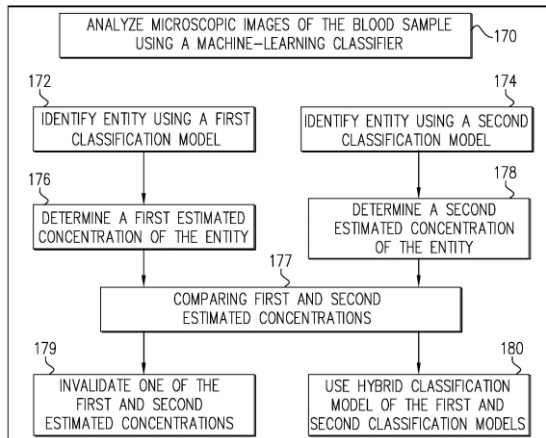 ANALYZE MICROSCOPIC IMAGES OF THE BLOOD SAMPLE
USING A MACHINE-LEARNING CLASSIFIER
170
172
IDENTIFY ENTITY USING A FIRST
CLASSIFICATION MODEL
174
IDENTIFY ENTITY USING A SECOND
CLASSIFICATION MODEL
176
DETERMINE A FIRST ESTIMATED
CONCENTRATION OF THE ENTITY
178
DETERMINE A SECOND
ESTIMATED CONCENTRATION
OF THE ENTITY
177
COMPARING FIRST AND SECOND
ESTIMATED CONCENTRATIONS
179
INVALIDATE ONE OF THE
FIRST AND SECOND
ESTIMATED CONCENTRATIONS
180
USE HYBRID CLASSIFICATION
MODEL OF THE FIRST AND
SECOND CLASSIFICATION MODELS